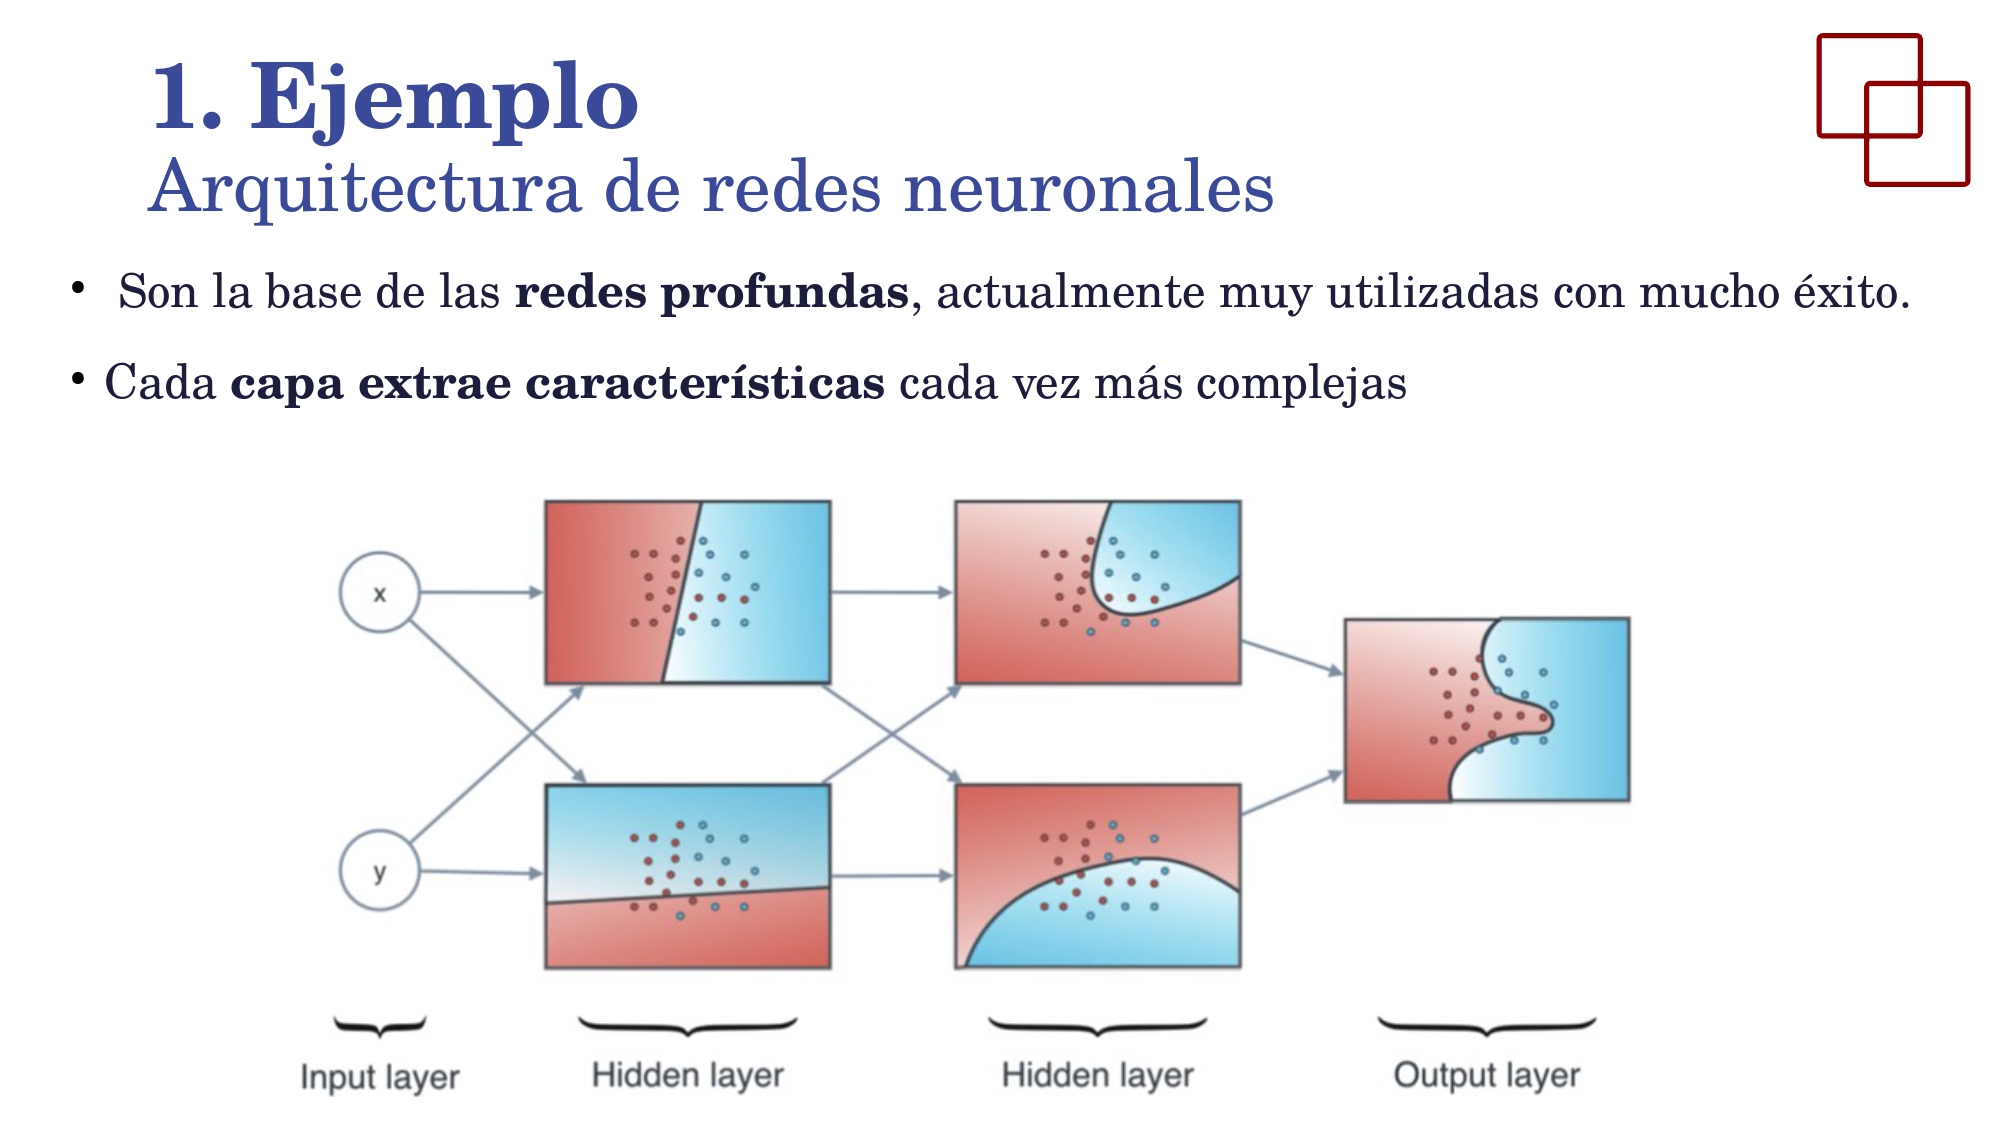 1. Ejemplo
Arquitectura de redes neuronales
• Son la base de las redes profundas, actualmente muy utilizadas con mucho éxito.
• Cada capa extrae características cada vez más complejas
x
y
Input layer
Hidden layer
Hidden layer
Output layer